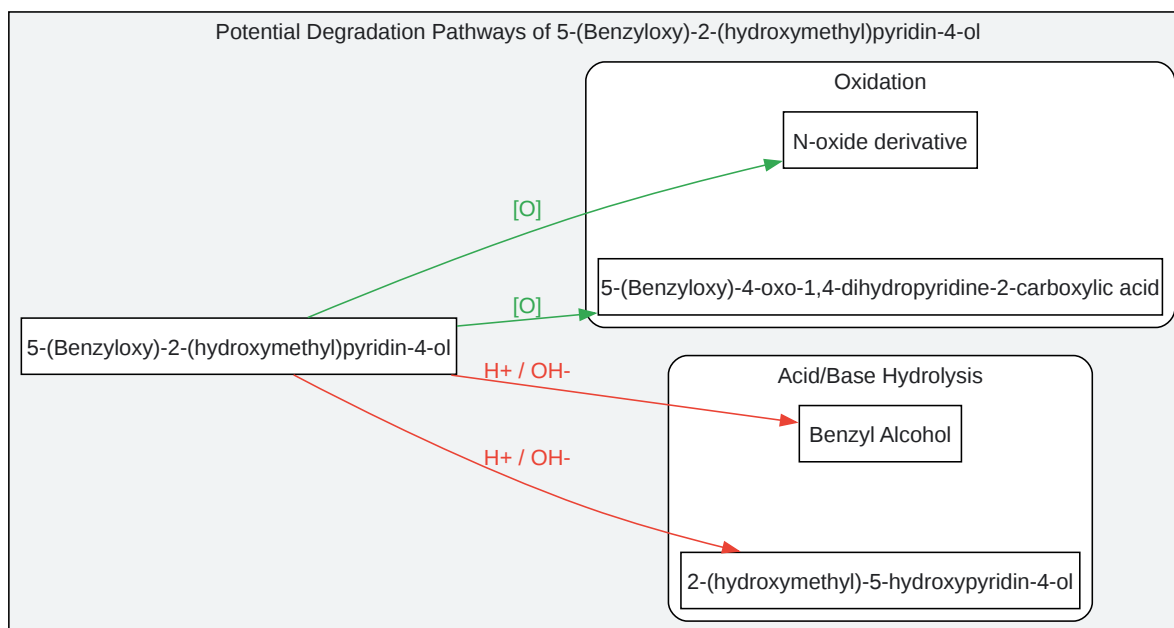 Potential Degradation Pathways of 5-(Benzyloxy)-2-(hydroxymethyl)pyridin-4-ol
Oxidation
N-oxide derivative
[O]
5-(Benzyloxy)-4-oxo-1,4-dihydropyridine-2-carboxylic acid
[O]
5-(Benzyloxy)-2-(hydroxymethyl)pyridin-4-ol
H+ / OH-
Acid/Base Hydrolysis
Benzyl Alcohol
H+ / OH-
2-(hydroxymethyl)-5-hydroxypyridin-4-ol